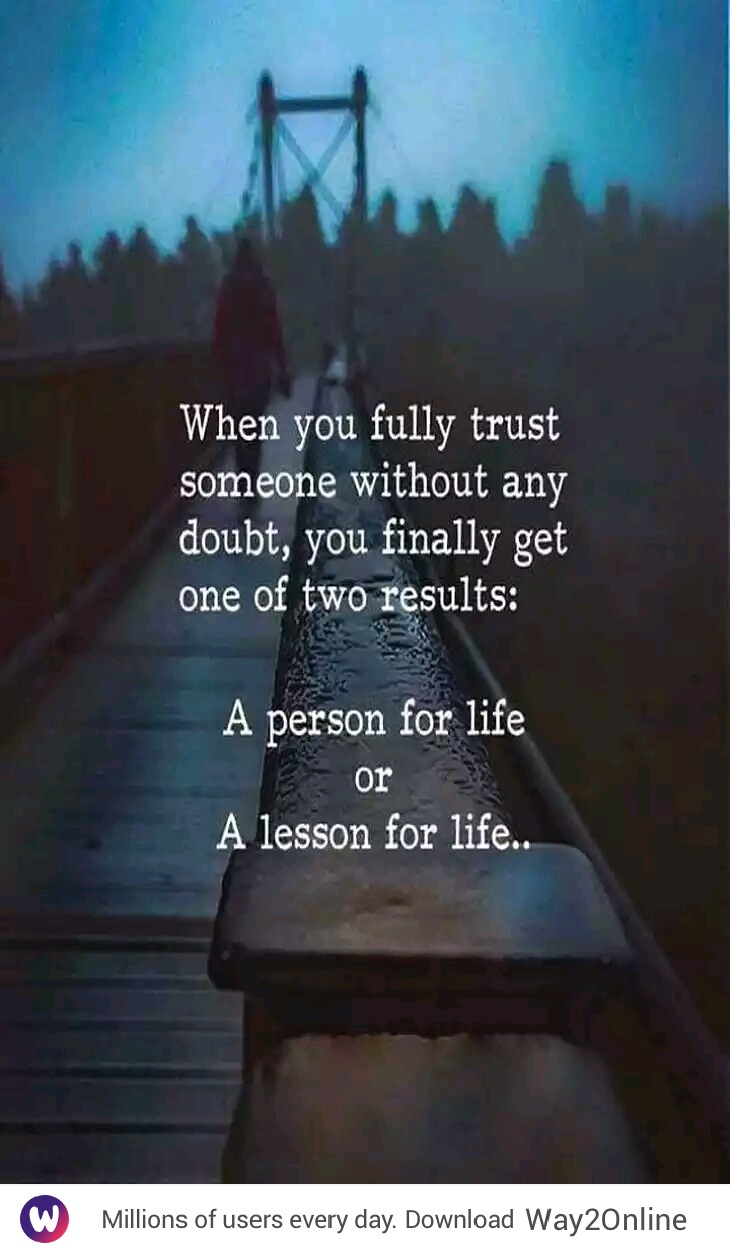 When you fully trust
someone without any
doubt, you finally get
one of two results:
A person for life
or
A lesson for life..
Millions of users every day. Download Way2Online